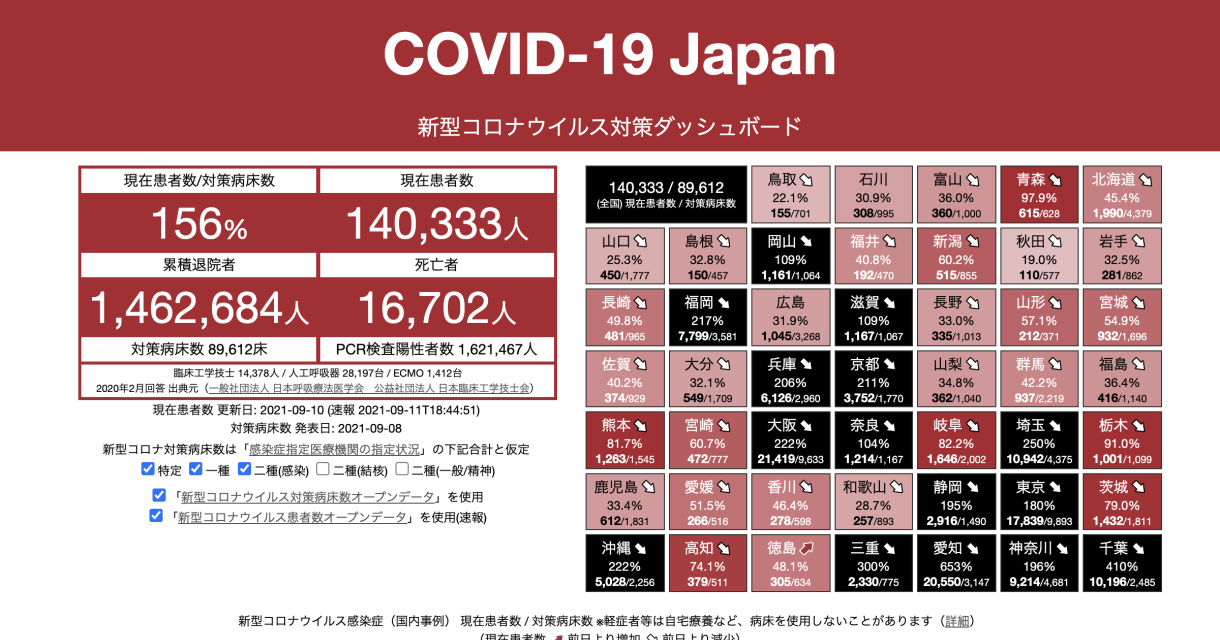 COVID-19 Japan
新型コロナウイルス対策ダッシュボード
現在患者数/対策病床数
現在患者数
156%
140,333人
累積退院者
死亡者
1,462,684人
16,702人
対策病床数 89,612床
PCR検査陽性者数 1,621,467人
臨床工学技士 14,378人 / 人工呼吸器 28,197台 / ECMO 1,412台
2020年2月回答 出典元（一般社団法人 日本呼吸療法医学会　公益社団法人 日本臨床工学技士会）
現在患者数 更新日: 2021-09-10 (速報 2021-09-11T18:44:51)
対策病床数 発表日: 2021-09-08
新型コロナ対策病床数は「感染症指定医療機関の指定状況」の下記合計と仮定
特定 一種 二種(感染) 二種(結核) 二種(一般/精神)
「新型コロナウイルス対策病床数オープンデータ」を使用
「新型コロナウイルス患者数オープンデータ」を使用(速報)
140,333 / 89,612
(全国) 現在患者数 / 対策病床数
鳥取
22.1%
155/701
石川
30.9%
308/995
富山
36.0%
360/1,000
青森
97.9%
615/628
北海道
45.4%
1,990/4,379
山口
25.3%
450/1,777
島根
32.8%
150/457
岡山
109%
1,161/1,064
福井
40.8%
192/470
新潟
60.2%
515/855
秋田
19.0%
110/577
岩手
32.5%
281/862
長崎
49.8%
481/965
福岡
217%
7,799/3,581
広島
31.9%
1,045/3,268
滋賀
109%
1,167/1,067
長野
33.0%
335/1,013
山形
57.1%
212/371
宮城
54.9%
932/1,696
佐賀
40.2%
374/929
大分
32.1%
549/1,709
兵庫
206%
6,126/2,960
京都
211%
3,752/1,770
山梨
34.8%
362/1,040
群馬
42.2%
937/2,219
福島
36.4%
416/1,140
熊本
81.7%
1,263/1,545
宮崎
60.7%
472/777
大阪
222%
21,419/9,633
奈良
104%
1,214/1,167
岐阜
82.2%
1,646/2,002
埼玉
250%
10,942/4,375
栃木
91.0%
1,001/1,099
鹿児島
33.4%
612/1,831
愛媛
51.5%
266/516
香川
46.4%
278/598
和歌山
28.7%
257/893
静岡
195%
2,916/1,490
東京
180%
17,839/9,893
茨城
79.0%
1,432/1,811
沖縄
222%
5,028/2,256
高知
74.1%
379/511
徳島
48.1%
305/634
三重
300%
2,330/775
愛知
653%
20,550/3,147
神奈川
196%
9,214/4,681
千葉
410%
10,196/2,485
新型コロナウイルス感染症（国内事例） 現在患者数 / 対策病床数 ※軽症者等は自宅療養など、病床を使用しないことがあります（詳細）
（現在患者数 前日より増加 前日より減少）